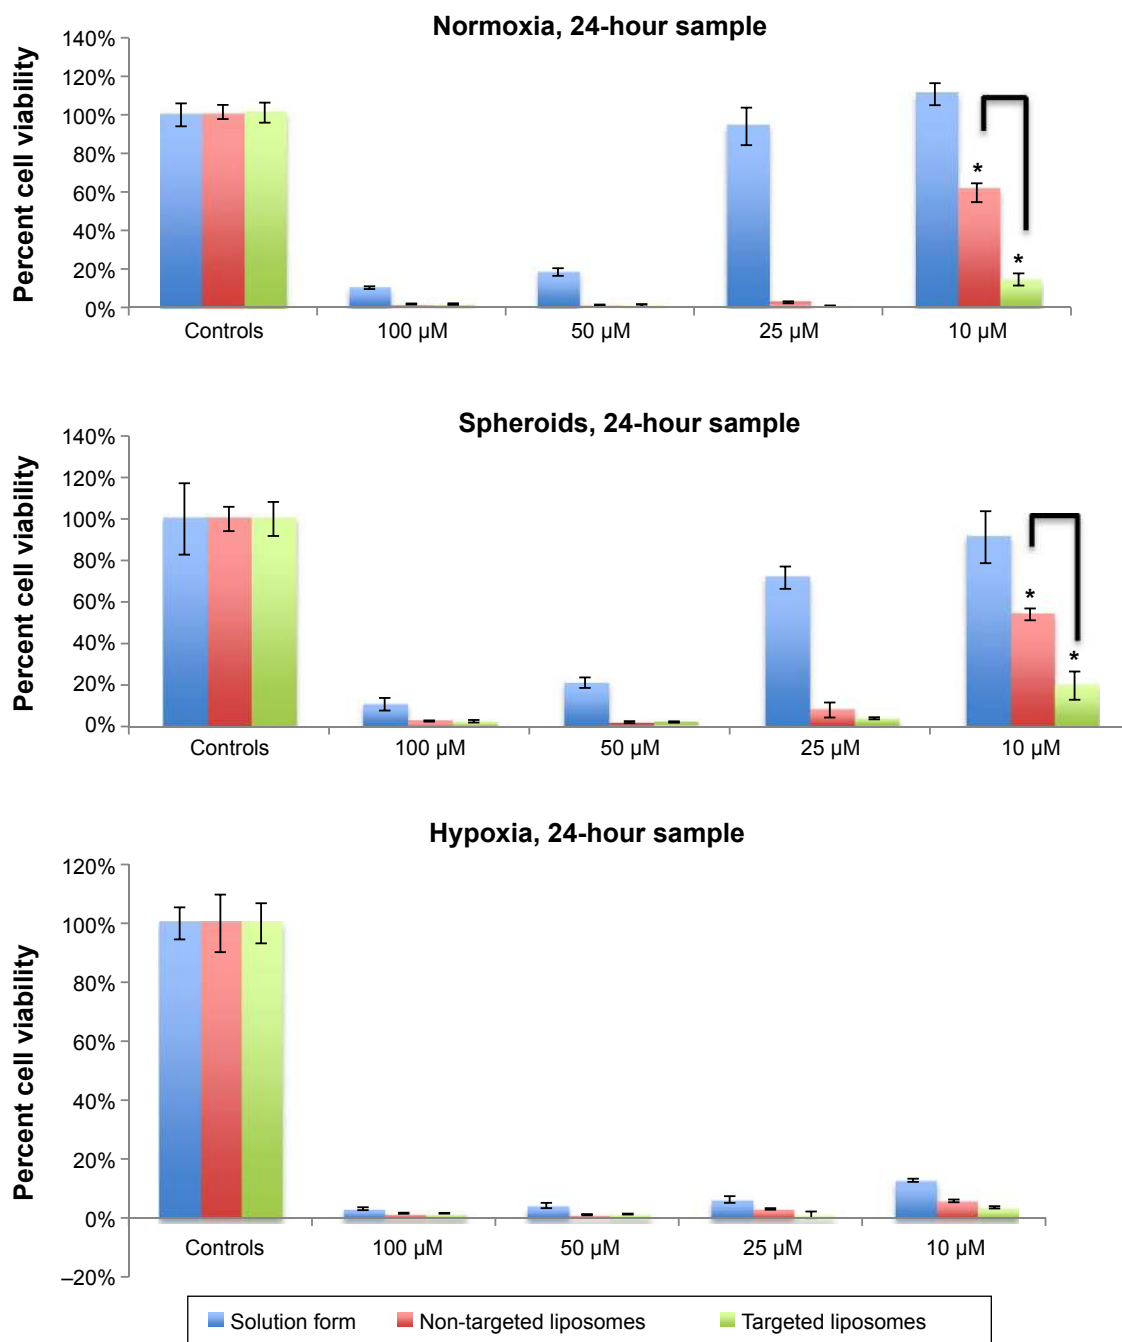 Normoxia, 24-hour sample
Percent cell viability
140%
120%
100%
80%
60%
40%
20%
0%
* *
Controls 100 µM 50 µM 25 µM 10 µM
Spheroids, 24-hour sample
Percent cell viability
140%
120%
100%
80%
60%
40%
20%
0%
* *
Controls 100 µM 50 µM 25 µM 10 µM
Hypoxia, 24-hour sample
Percent cell viability
120%
100%
80%
60%
40%
20%
0%
–20%
Controls 100 µM 50 µM 25 µM 10 µM
Solution form Non-targeted liposomes Targeted liposomes